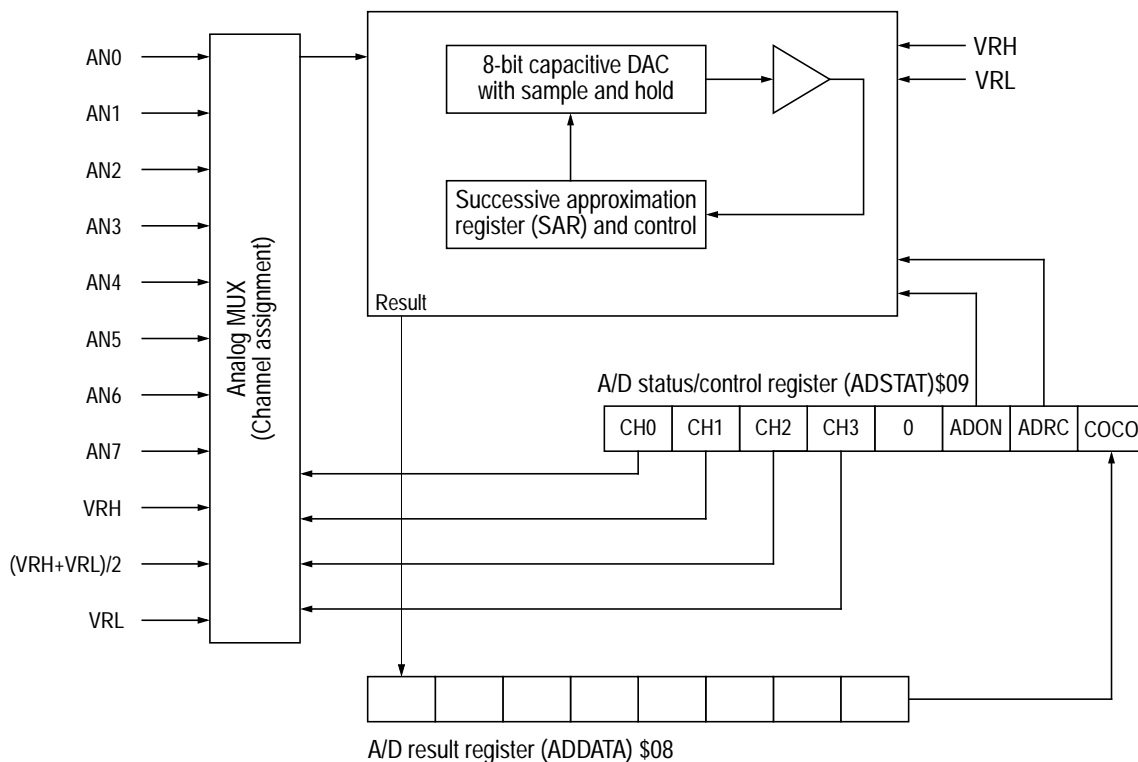 AN0
AN1
AN2
AN3
AN4
AN5
AN6
AN7
VRH
(VRH+VRL)/2
VRL
Analog MUX
(Channel assignment)
8-bit capacitive DAC
with sample and hold
Successive approximation
register (SAR) and control
Result
VRH
VRL
A/D status/control register (ADSTAT)$09
CH0 CH1 CH2 CH3 0 ADON ADRC COCO
A/D result register (ADDATA) $08